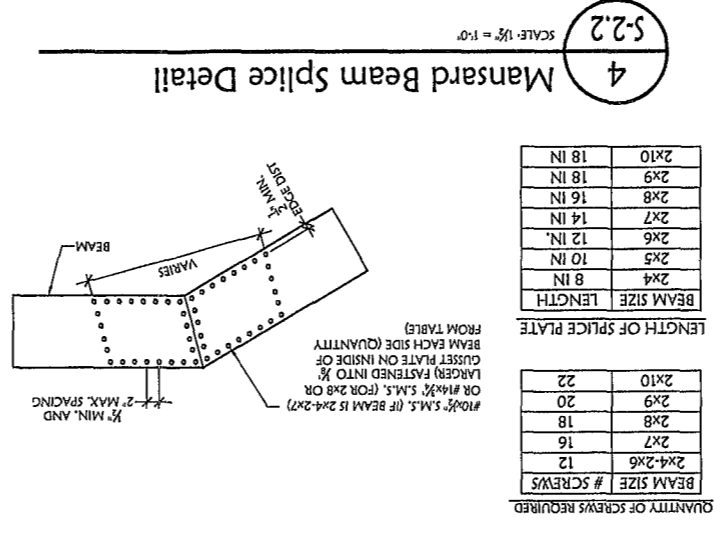 QUANTITY OF SCREWS REQUIRED
BEAM SIZE # SCREWS
2x4-2x6 12
2x7 16
2x8 18
2x9 20
2x10 22
LENGTH OF SPLICE PLATE
BEAM SIZE LENGTH
2x4 8 IN
2x5 10 IN
2x6 12 IN.
2x7 14 IN
2x8 16 IN
2x9 18 IN
2x10 18 IN
#10x½" S.M.S. (IF BEAM IS 2x4-2x7)
OR #14x¾" S.M.S. (FOR 2x8 OR
LARGER) FASTENED INTO ⅛"
GUSSET PLATE ON INSIDE OF
BEAM EACH SIDE (QUANTITY
FROM TABLE)
½" MIN. AND
2" MAX. SPACING
VARIES
BEAM
½" MIN.
EDGE DIST
4
S-2.2
Mansard Beam Splice Detail
SCALE: 1½" = 1'-0"